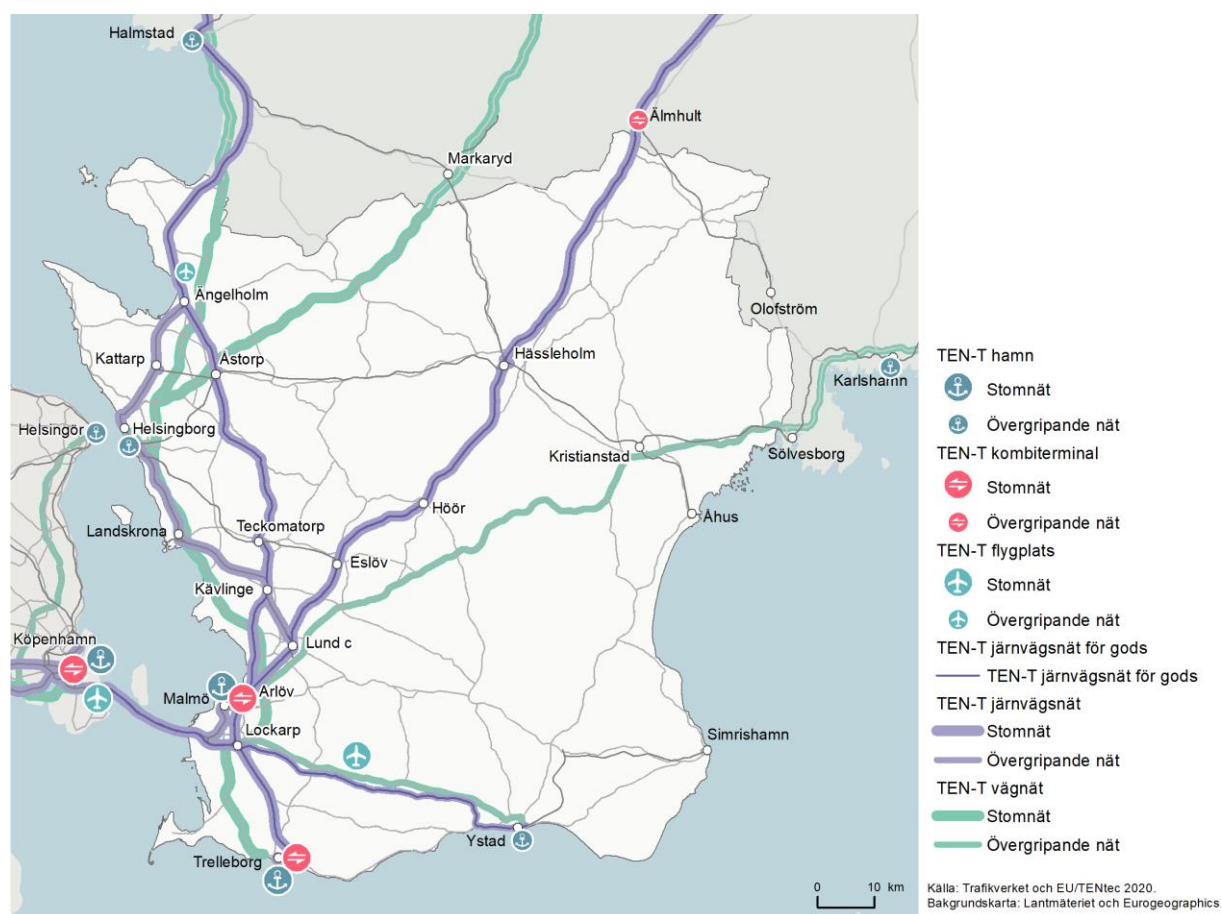 Halmstad
Älmhult
Markaryd
Ängelholm
Olofström
Kattarp
Åstorp
Hässleholm
Karlshamn
Helsingör
Helsingborg
Kristianstad
Sölvesborg
Höör
Åhus
Landskrona
Teckomatorp
Eslöv
Kävlinge
Köpenhamn
Lund c
Malmö
Arlöv
Lockarp
Simrishamn
Ystad
Trelleborg
0 10 km
TEN-T hamn
Stomnät
Övergripande nät
TEN-T kombiterminal
Stomnät
Övergripande nät
TEN-T flygplats
Stomnät
Övergripande nät
TEN-T järnvägsnät för gods
TEN-T järnvägsnät för gods
TEN-T järnvägsnät
Stomnät
Övergripande nät
TEN-T vägnät
Stomnät
Övergripande nät
Källa: Trafikverket och EU/TENtec 2020.
Bakgrundskarta: Lantmäteriet och Eurogeographics